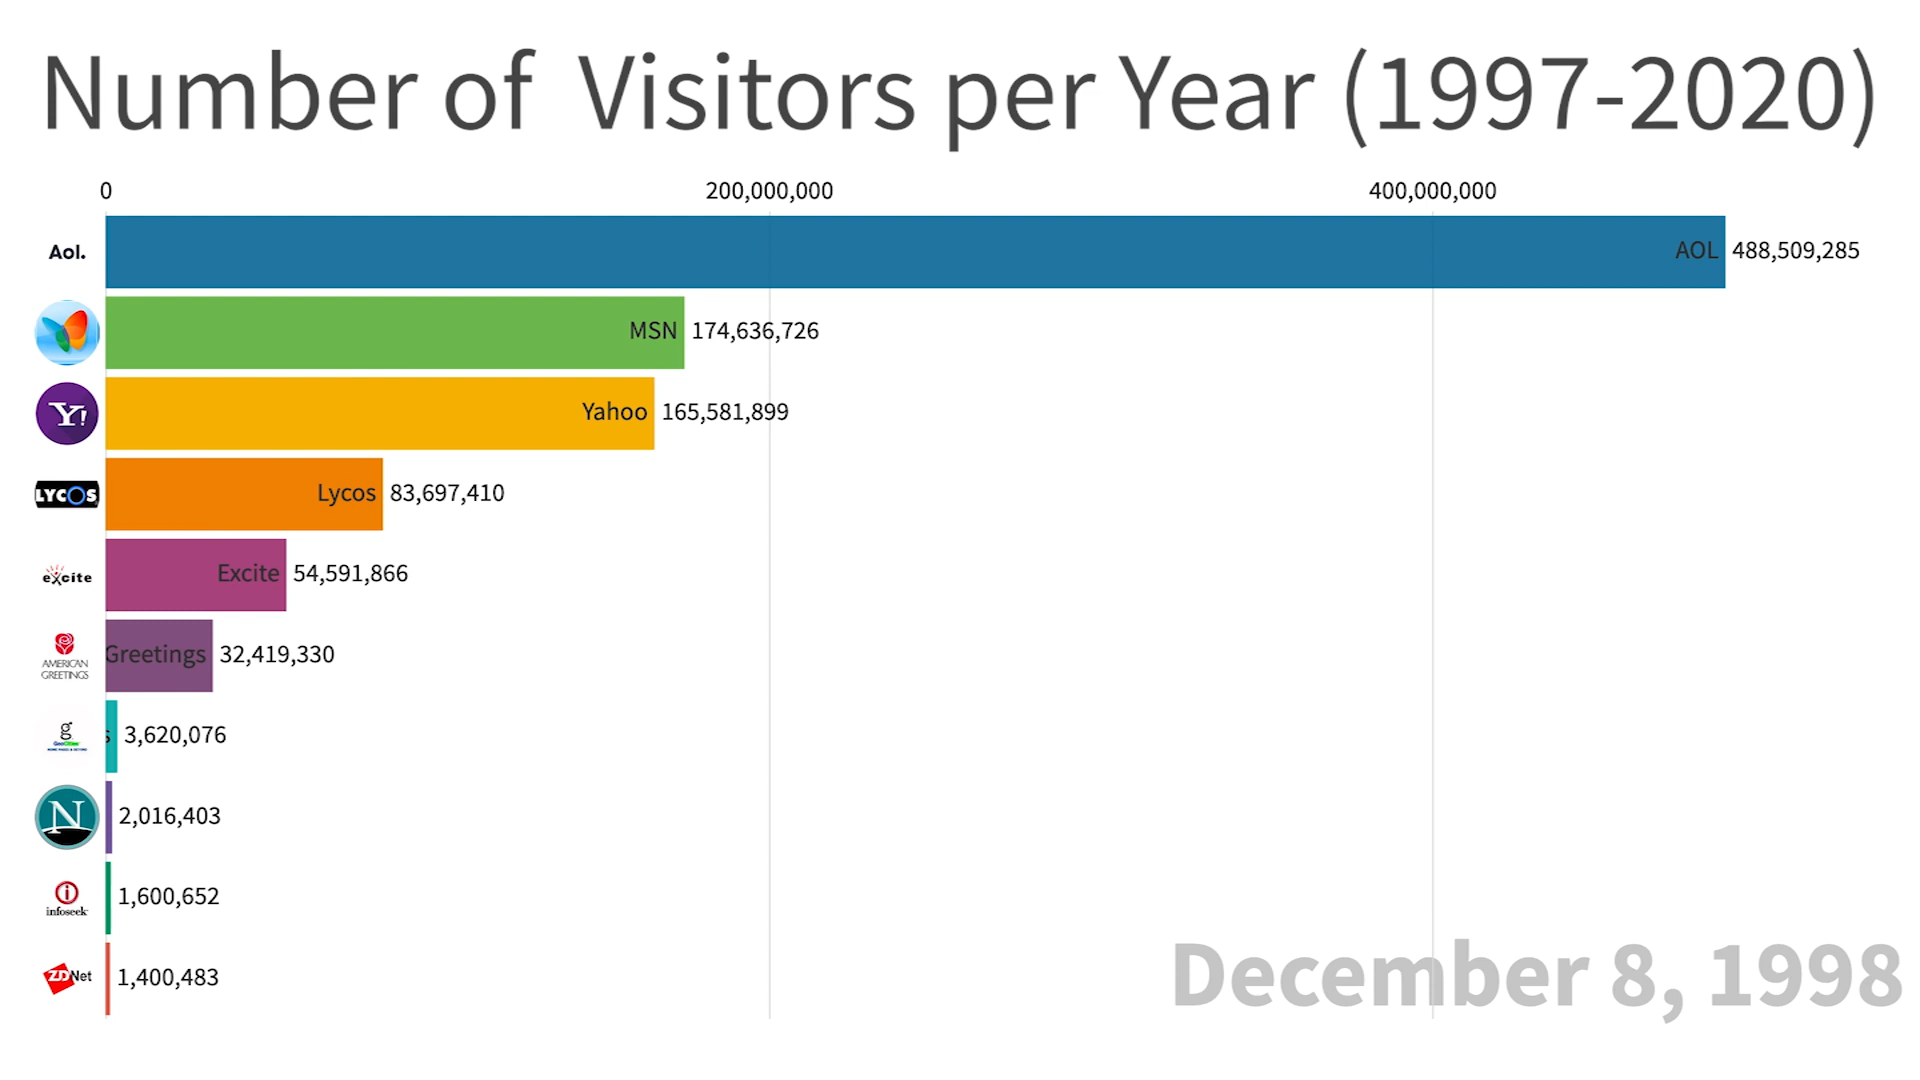 Number of Visitors per Year (1997-2020)
0 200,000,000 400,000,000
Aol. AOL 488,509,285
MSN 174,636,726
Y! Yahoo 165,581,899
LYCOS Lycos 83,697,410
excite Excite 54,591,866
AMERICAN
GREETINGS
Greetings 32,419,330
g
s 3,620,076
N 2,016,403
i
infoseek 1,600,652
ZDNet 1,400,483
December 8, 1998